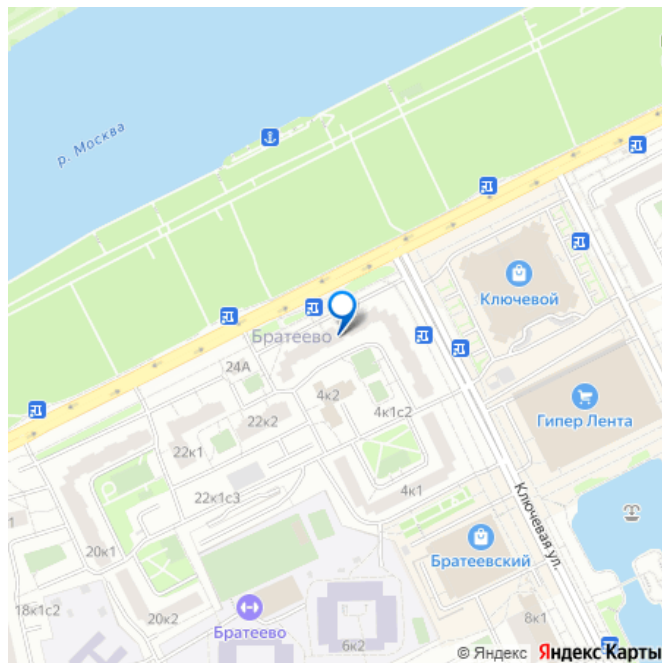 р. Москва
Ключевой
Братеево
24А
4к2
Гипер Лента
22к2
4к1с2
22к1
22к1с3
4к1
Ключевая ул.
20к1
Братеевский
18к1с2
20к2
Братеево
6к2
8к1
© Яндекс Яндекс Карты